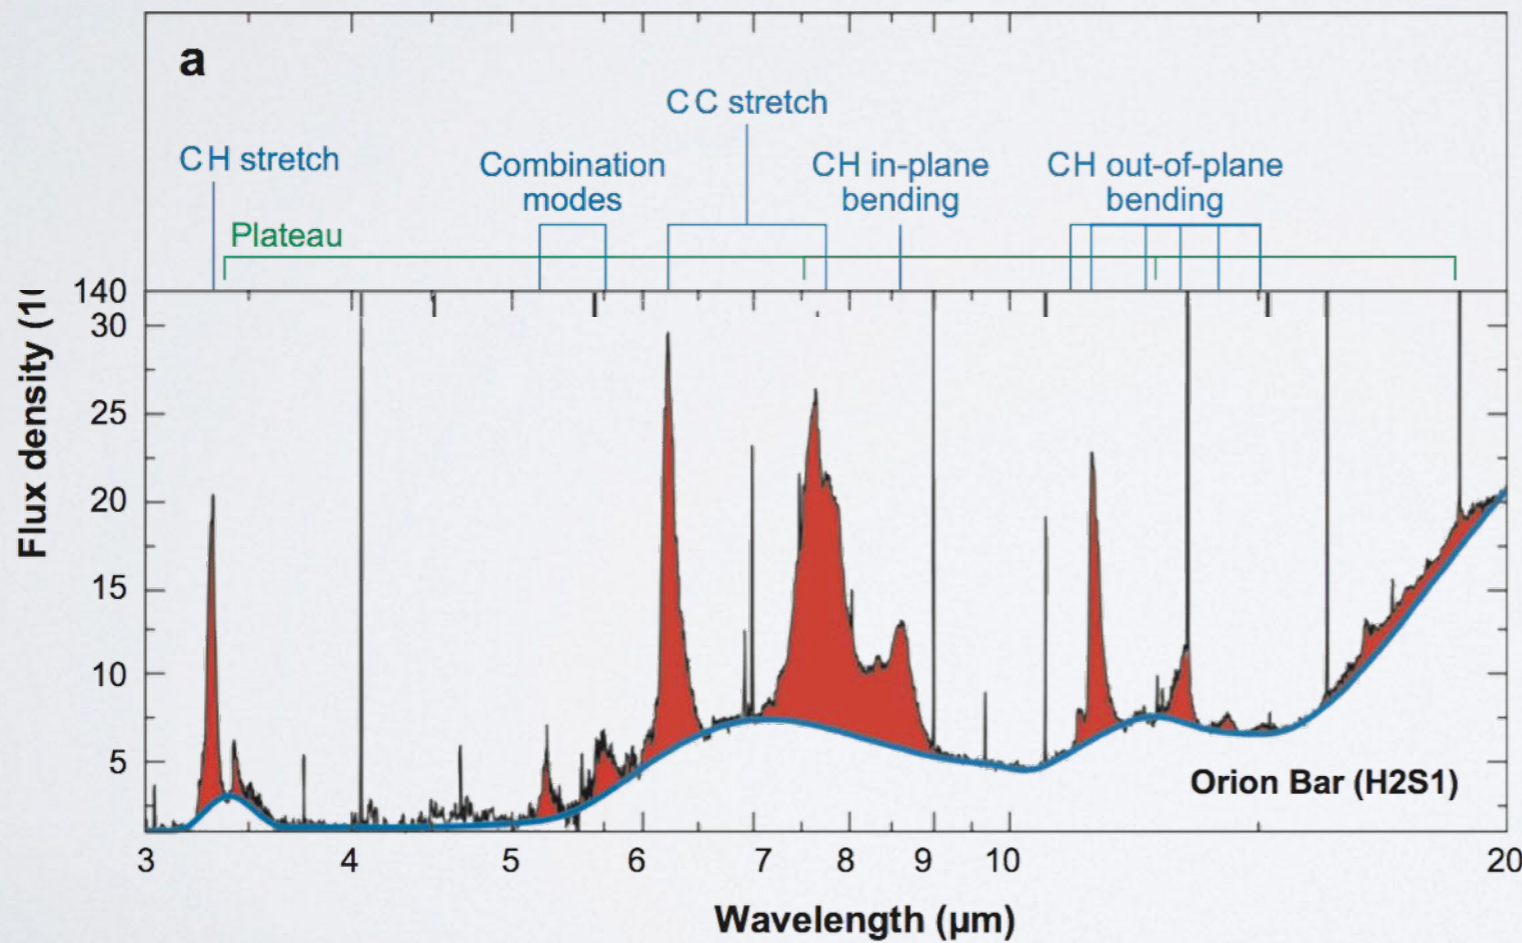 a
CC stretch
CH stretch
Combination
modes
CH in-plane
bending
CH out-of-plane
bending
Plateau
140
30
25
20
15
10
5
Flux density (1
Orion Bar (H2S1)
3 4 5 6 7 8 9 10 20
Wavelength (µm)